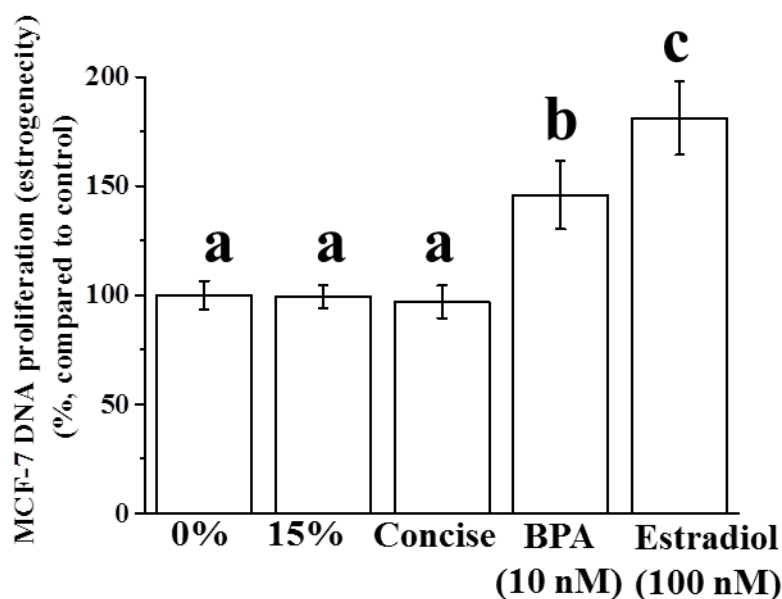 MCF-7 DNA proliferation (estrogenecity)
(%, compared to control)
200
150
100
50
0
a
a
a
b
c
0%
15%
Concise
BPA
(10 nM)
Estradiol
(100 nM)